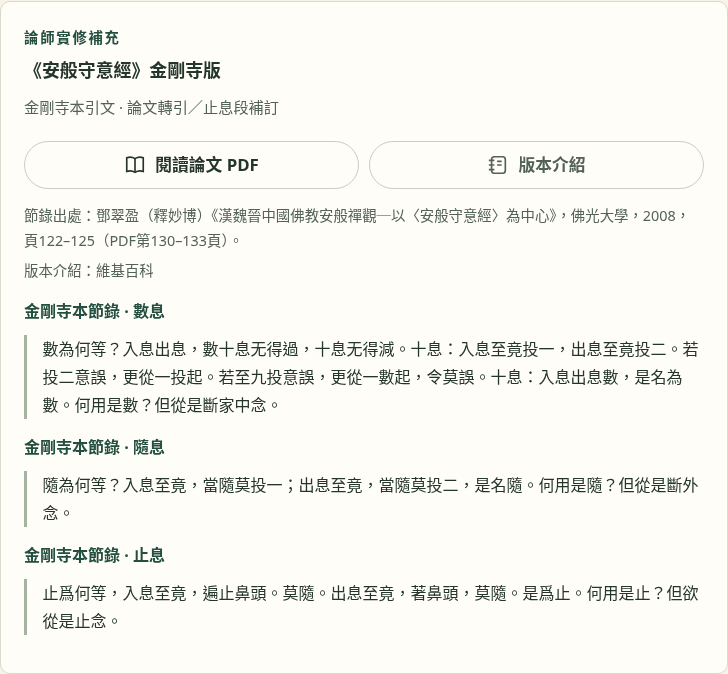 論師實修補充
《安般守意經》金剛寺版
金剛寺本引文 · 論文轉引／止息段補訂
閱讀論文 PDF
版本介紹
節錄出處：鄧翠盈（釋妙博）《漢魏晉中國佛教安般禪觀─以〈安般守意經〉為中心》，佛光大學，2008，
頁122–125（PDF第130–133頁）。
版本介紹：維基百科
金剛寺本節錄 · 數息
數為何等？入息出息，數十息无得過，十息无得減。十息：入息至竟投一，出息至竟投二。若
投二意誤，更從一投起。若至九投意誤，更從一數起，令莫誤。十息：入息出息數，是名為
數。何用是數？但從是斷家中念。
金剛寺本節錄 · 隨息
隨為何等？入息至竟，當隨莫投一；出息至竟，當隨莫投二，是名隨。何用是隨？但從是斷外
念。
金剛寺本節錄 · 止息
止爲何等，入息至竟，遍止鼻頭。莫隨。出息至竟，著鼻頭，莫隨。是爲止。何用是止？但欲
從是止念。